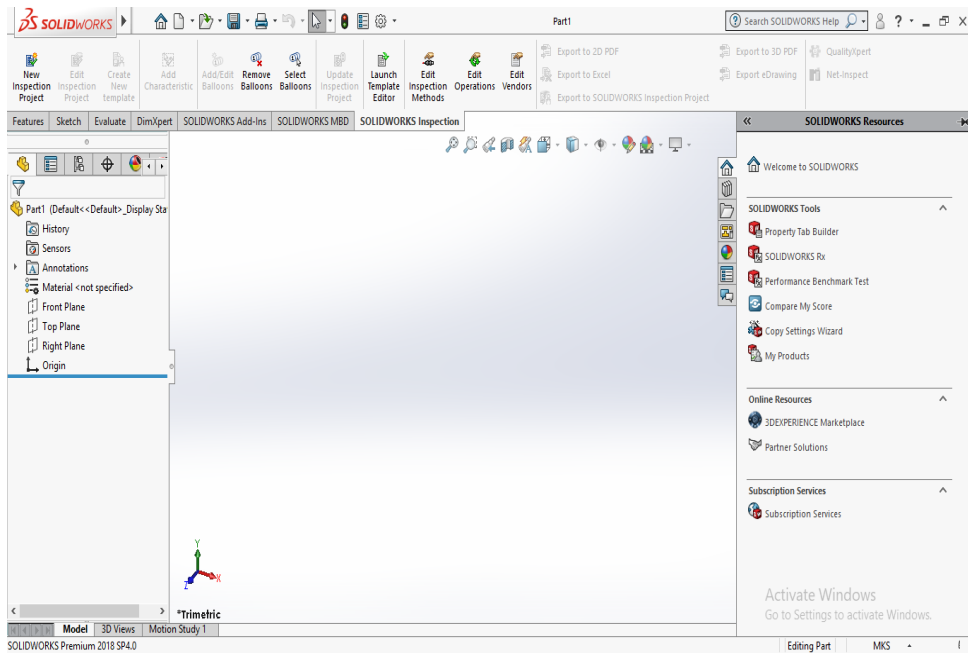 SOLIDWORKS
Part1
Search SOLIDWORKS Help
?
New Inspection Project
Edit Inspection Project
Create New template
Add Characteristic
Add/Edit Balloons
Remove Balloons
Select Balloons
Update Inspection Project
Launch Template Editor
Edit Inspection Methods
Edit Operations
Edit Vendors
Export to 2D PDF
Export to Excel
Export to SOLIDWORKS Inspection Project
Export to 3D PDF
Export eDrawing
QualityXpert
Net-Inspect
Features Sketch Evaluate DimXpert SOLIDWORKS Add-Ins SOLIDWORKS MBD SOLIDWORKS Inspection
Part1 (Default<<Default>_Display Sta
History
Sensors
Annotations
Material <not specified>
Front Plane
Top Plane
Right Plane
Origin
Y
X
Z
*Trimetric
SOLIDWORKS Resources
Welcome to SOLIDWORKS
SOLIDWORKS Tools
Property Tab Builder
SOLIDWORKS Rx
Performance Benchmark Test
Compare My Score
Copy Settings Wizard
My Products
Online Resources
3DEXPERIENCE Marketplace
Partner Solutions
Subscription Services
Subscription Services
Activate Windows
Go to Settings to activate Windows.
Model 3D Views Motion Study 1
SOLIDWORKS Premium 2018 SP4.0
Editing Part
MKS